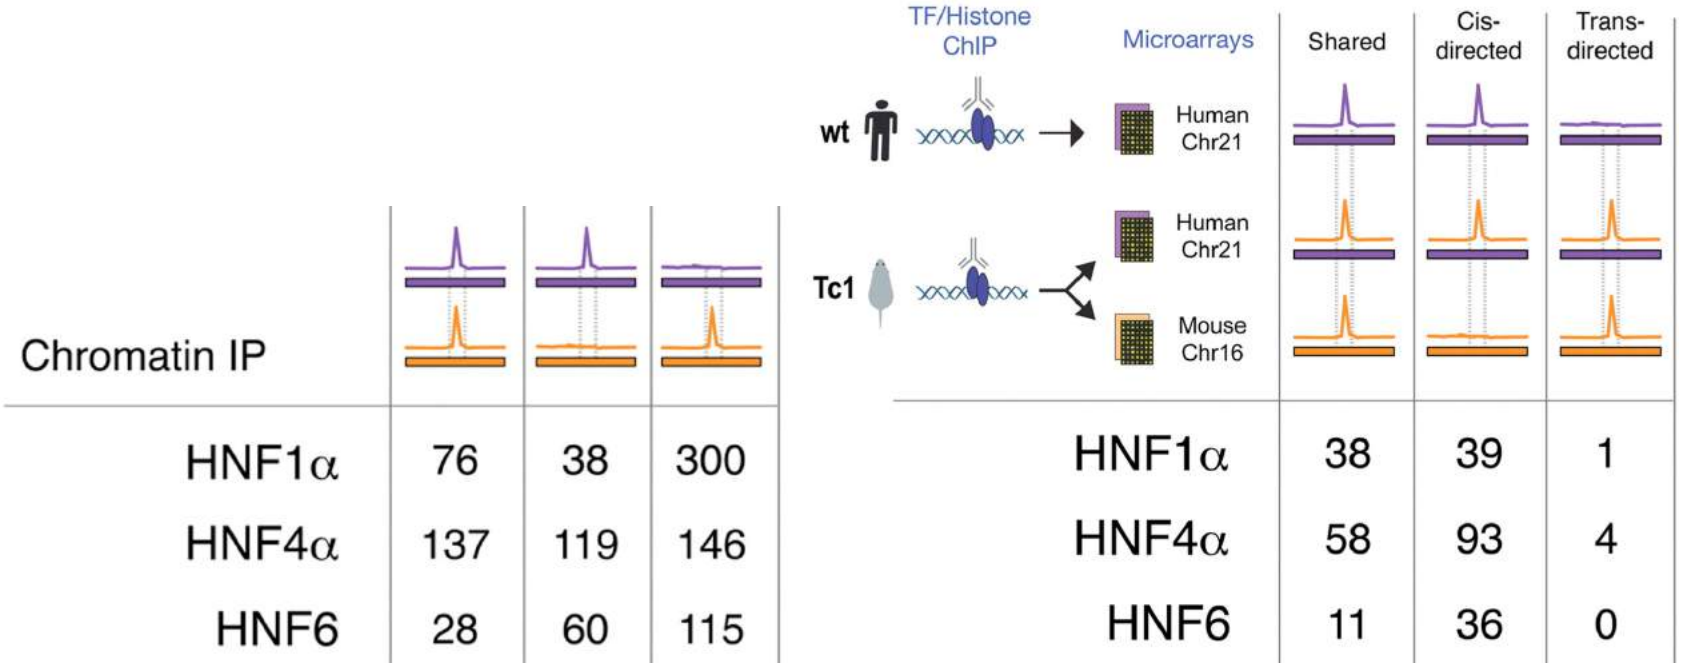 Chromatin IP
HNF1α 76 38 300
HNF4α 137 119 146
HNF6 28 60 115
TF/Histone
ChIP
Microarrays
Shared
Cis-
directed
Trans-
directed
wt
Human
Chr21
Tc1
Human
Chr21
Mouse
Chr16
HNF1α 38 39 1
HNF4α 58 93 4
HNF6 11 36 0